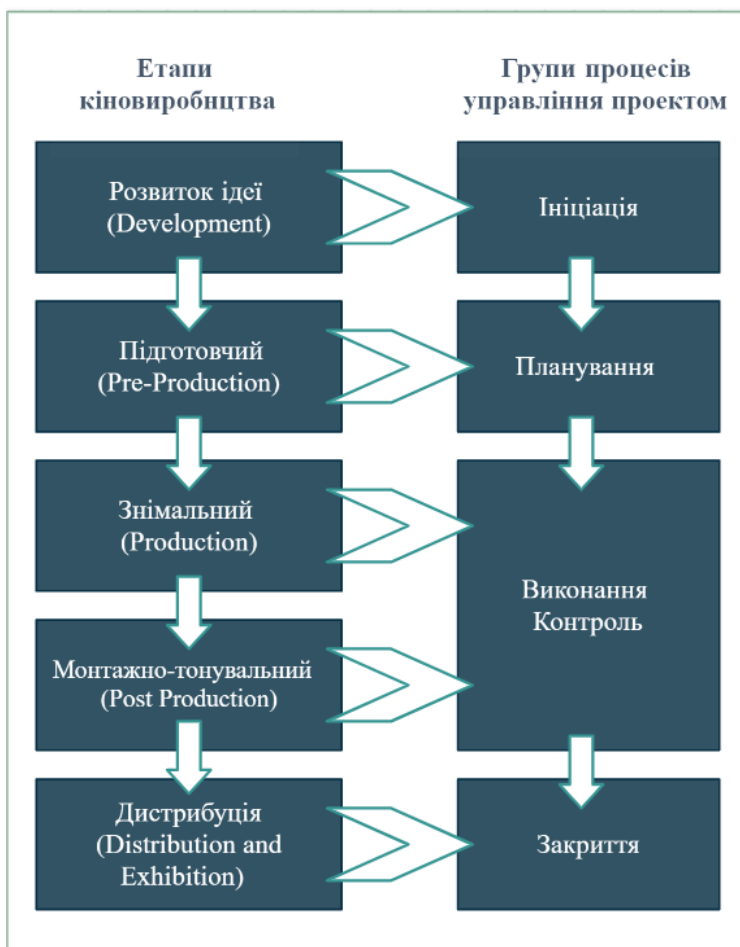 Етапи
кіновиробництва
Групи процесів
управління проектом
Розвиток ідеї
(Development)
Ініціація
Підготовчий
(Pre-Production)
Планування
Знімальний
(Production)
Виконання
Контроль
Монтажно-тонувальний
(Post Production)
Дистрибуція
(Distribution and
Exhibition)
Закриття